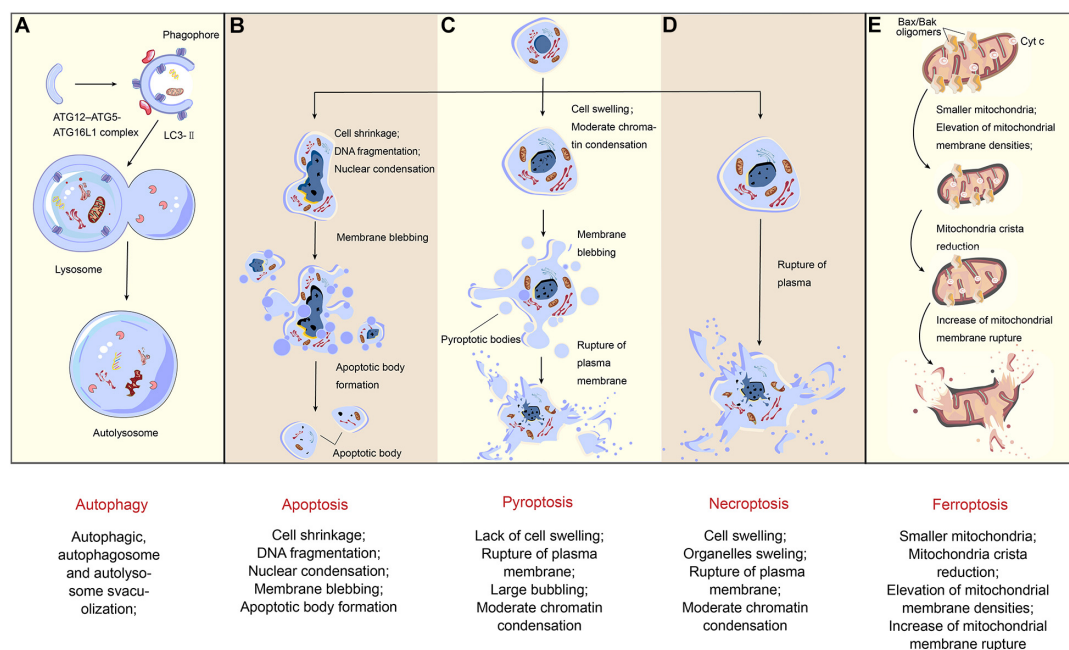 A
Phagophore
ATG12–ATG5-
ATG16L1 complex
LC3-Ⅱ
Lysosome
Autolysosome
B
Cell shrinkage;
DNA fragmentation;
Nuclear condensation
Membrane blebbing
Apoptotic body
formation
Apoptotic body
C
Cell swelling;
Moderate chroma-
tin condensation
Membrane
blebbing
Pyroptotic bodies
Rupture of
plasma
membrane
D
Rupture of
plasma
E
Bax/Bak
oligomers
Cyt c
Smaller mitochondria;
Elevation of mitochondrial
membrane densities;
Mitochondria crista
reduction
Increase of mitochondrial
membrane rupture
Autophagy
Autophagic,
autophagosome
and autolyso-
some svacu-
olization;
Apoptosis
Cell shrinkage;
DNA fragmentation;
Nuclear condensation;
Membrane blebbing;
Apoptotic body formation
Pyroptosis
Lack of cell swelling;
Rupture of plasma
membrane;
Large bubbling;
Moderate chromatin
condensation
Necroptosis
Cell swelling;
Organelles sweling;
Rupture of plasma
membrane;
Moderate chromatin
condensation
Ferroptosis
Smaller mitochondria;
Mitochondria crista
reduction;
Elevation of mitochondrial
membrane densities;
Increase of mitochondrial
membrane rupture